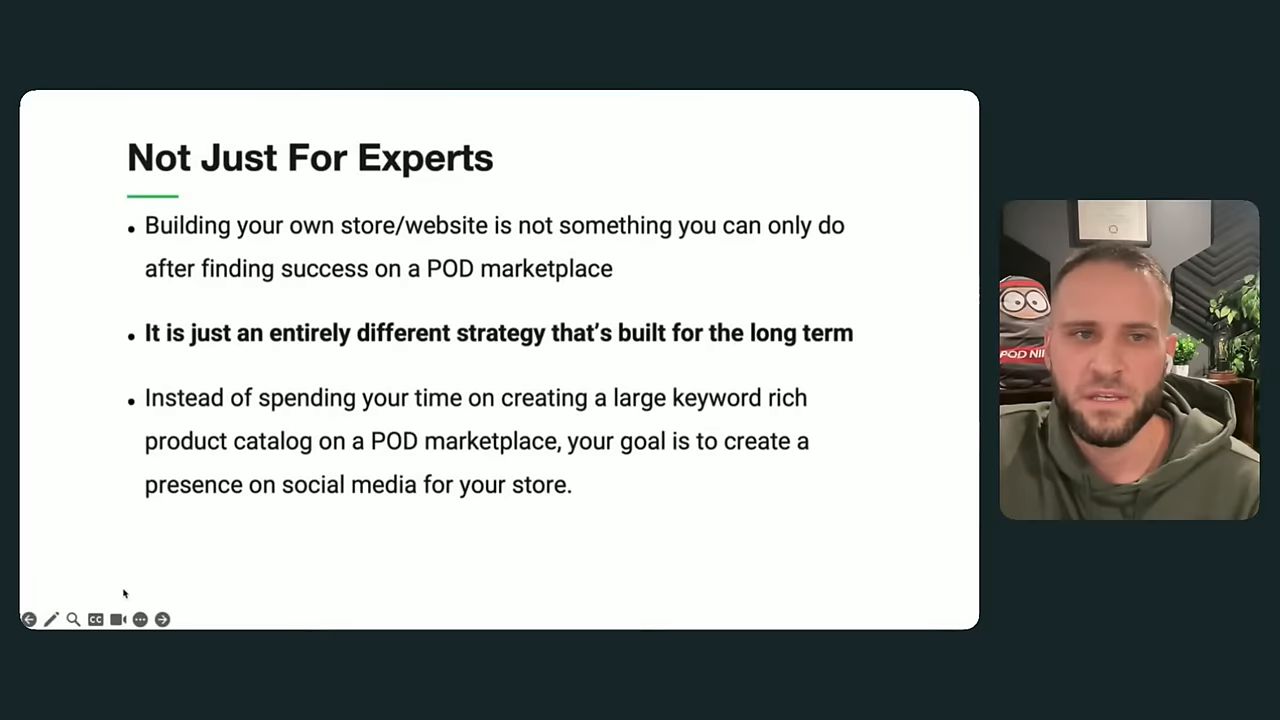 Not Just For Experts
• Building your own store/website is not something you can only do
after finding success on a POD marketplace
• It is just an entirely different strategy that’s built for the long term
• Instead of spending your time on creating a large keyword rich
product catalog on a POD marketplace, your goal is to create a
presence on social media for your store.
CC
POD NI